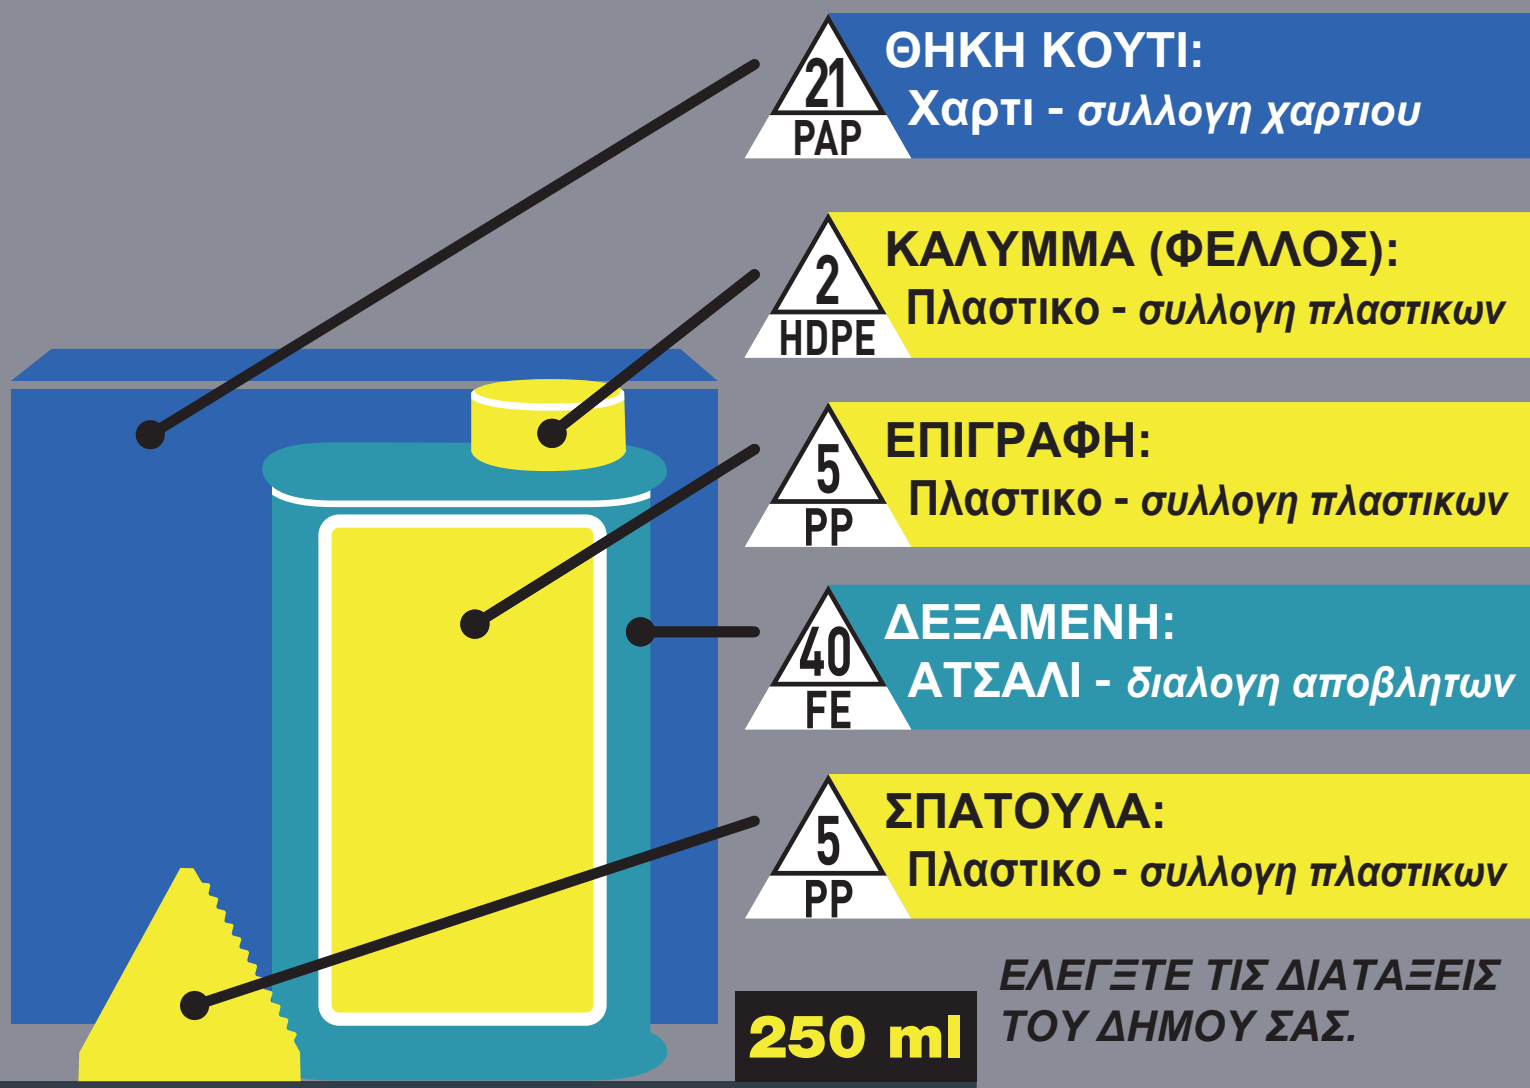 21
PAP
ΘΗΚΗ ΚΟΥΤΙ:
Χαρτι - συλλογη χαρτιου
2
HDPE
ΚΑΛΥΜΜΑ (ΦΕΛΛΟΣ):
Πλαστικο - συλλογη πλαστικων
5
PP
ΕΠΙΓΡΑΦΗ:
Πλαστικο - συλλογη πλαστικων
40
FE
ΔΕΞΑΜΕΝΗ:
ΑΤΣΑΛΙ - διαλογη αποβλητων
5
PP
ΣΠΑΤΟΥΛΑ:
Πλαστικο - συλλογη πλαστικων
250 ml
ΕΛΕΓΞΤΕ ΤΙΣ ΔΙΑΤΑΞΕΙΣ
ΤΟΥ ΔΗΜΟΥ ΣΑΣ.